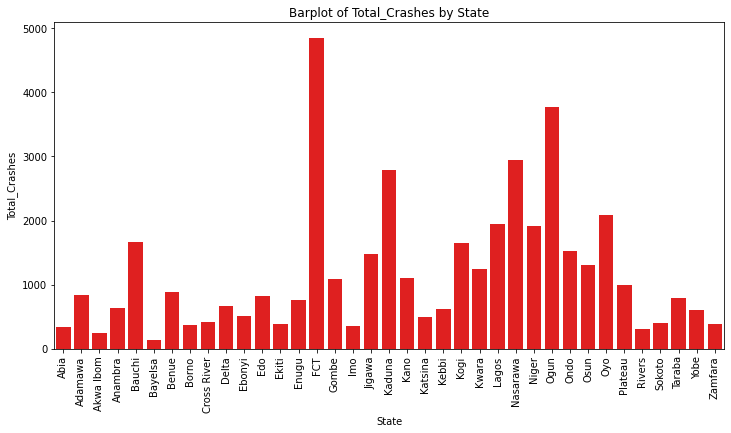 Barplot of Total_Crashes by State
Total_Crashes
5000
4000
3000
2000
1000
0
Abia
Adamawa
Akwa Ibom
Anambra
Bauchi
Bayelsa
Benue
Borno
Cross River
Delta
Ebonyi
Edo
Ekiti
Enugu
FCT
Gombe
Imo
Jigawa
Kaduna
Kano
Katsina
Kebbi
Kogi
Kwara
Lagos
Nasarawa
Niger
Ogun
Ondo
Osun
Oyo
Plateau
Rivers
Sokoto
Taraba
Yobe
Zamfara
State